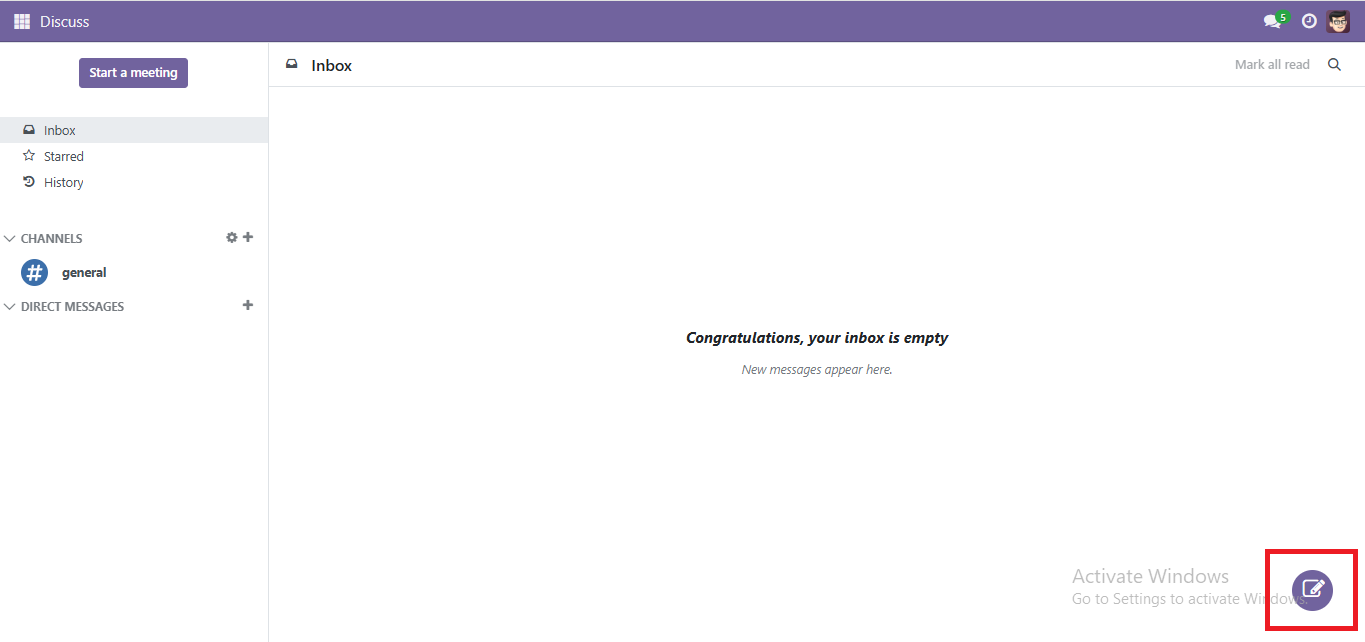 Discuss
5
Start a meeting
Inbox
Mark all read
Inbox
Starred
History
CHANNELS
general
DIRECT MESSAGES
Congratulations, your inbox is empty
New messages appear here.
Activate Windows
Go to Settings to activate Windows.